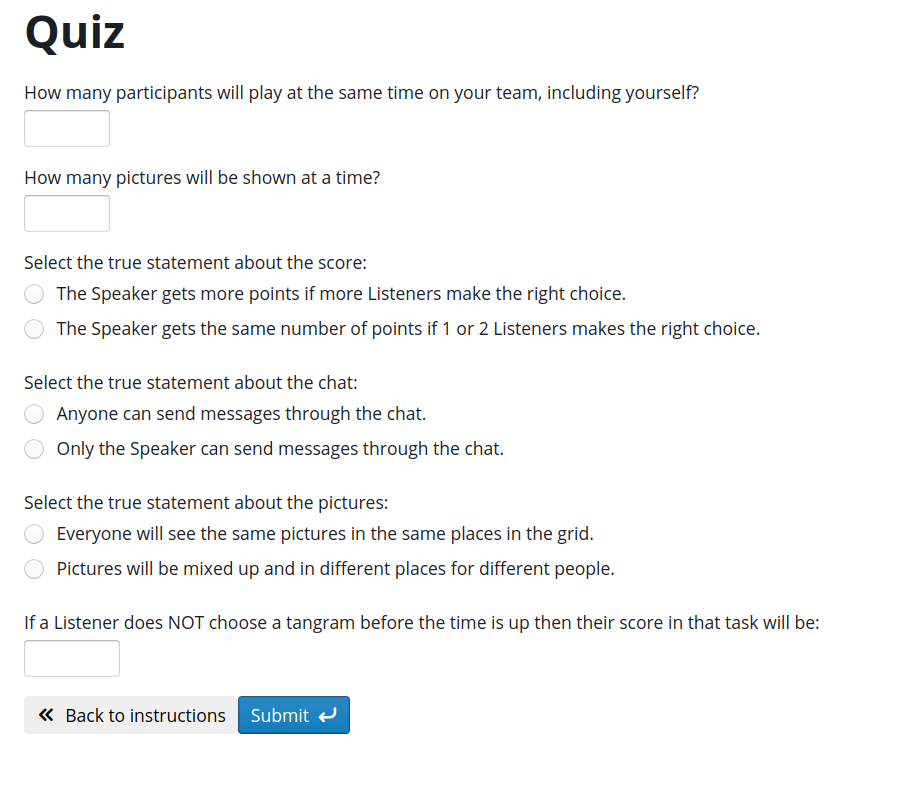 Quiz
How many participants will play at the same time on your team, including yourself?
How many pictures will be shown at a time?
Select the true statement about the score:
The Speaker gets more points if more Listeners make the right choice.
The Speaker gets the same number of points if 1 or 2 Listeners makes the right choice.
Select the true statement about the chat:
Anyone can send messages through the chat.
Only the Speaker can send messages through the chat.
Select the true statement about the pictures:
Everyone will see the same pictures in the same places in the grid.
Pictures will be mixed up and in different places for different people.
If a Listener does NOT choose a tangram before the time is up then their score in that task will be:
Back to instructions Submit